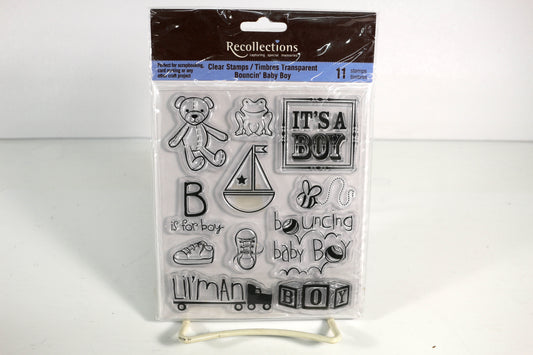 Recollections
capturing special moments
Clear Stamps / Timbres Transparent
Bouncin' Baby Boy
Perfect for scrapbooking,
card making or any
other craft project
11 stamps
timbres
IT'S A
BOY
B
is for boy
bouncing
baby BOY
Lil' MAN
BOY